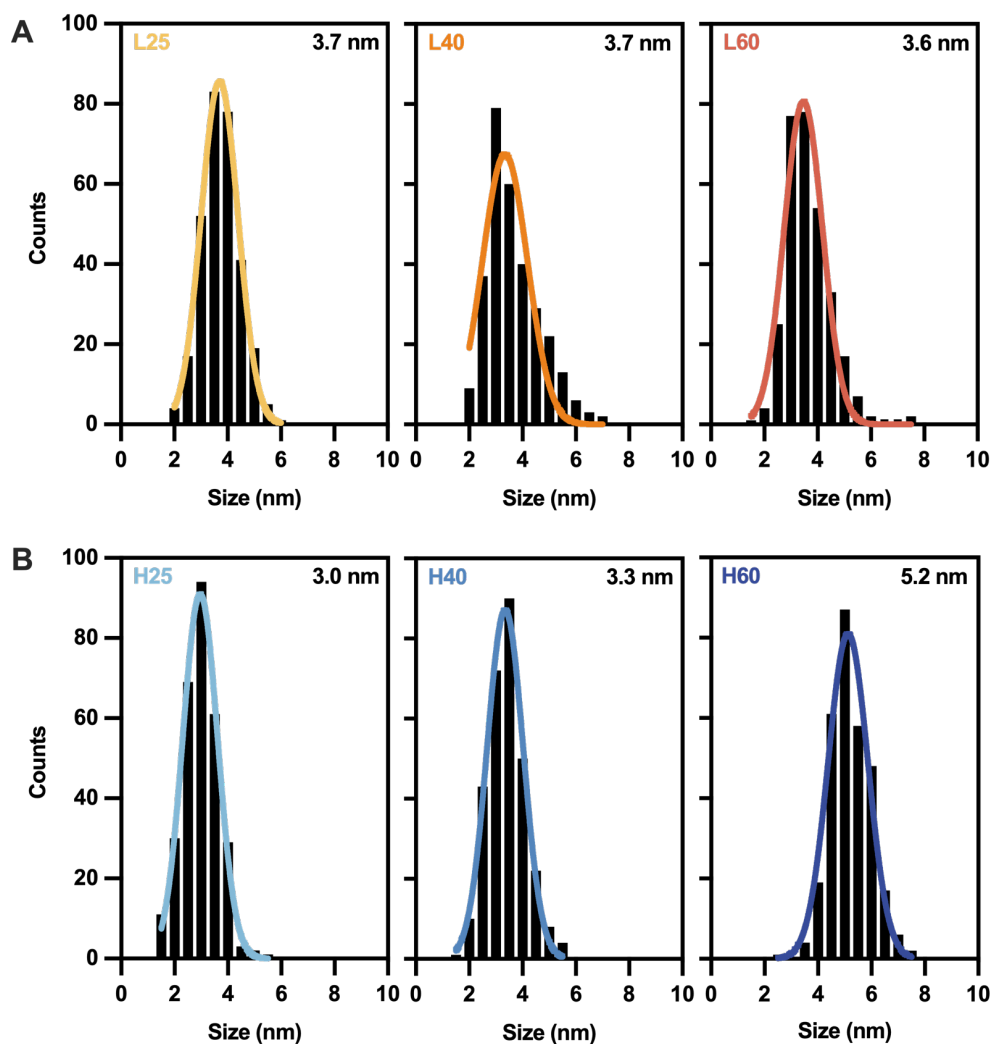 A
L25 3.7 nm
L40 3.7 nm
L60 3.6 nm
100
80
60
40
20
0
Counts
0 2 4 6 8 10
0 2 4 6 8 10
0 2 4 6 8 10
Size (nm)
Size (nm)
Size (nm)
B
H25 3.0 nm
H40 3.3 nm
H60 5.2 nm
100
80
60
40
20
0
Counts
0 2 4 6 8 10
0 2 4 6 8 10
0 2 4 6 8 10
Size (nm)
Size (nm)
Size (nm)